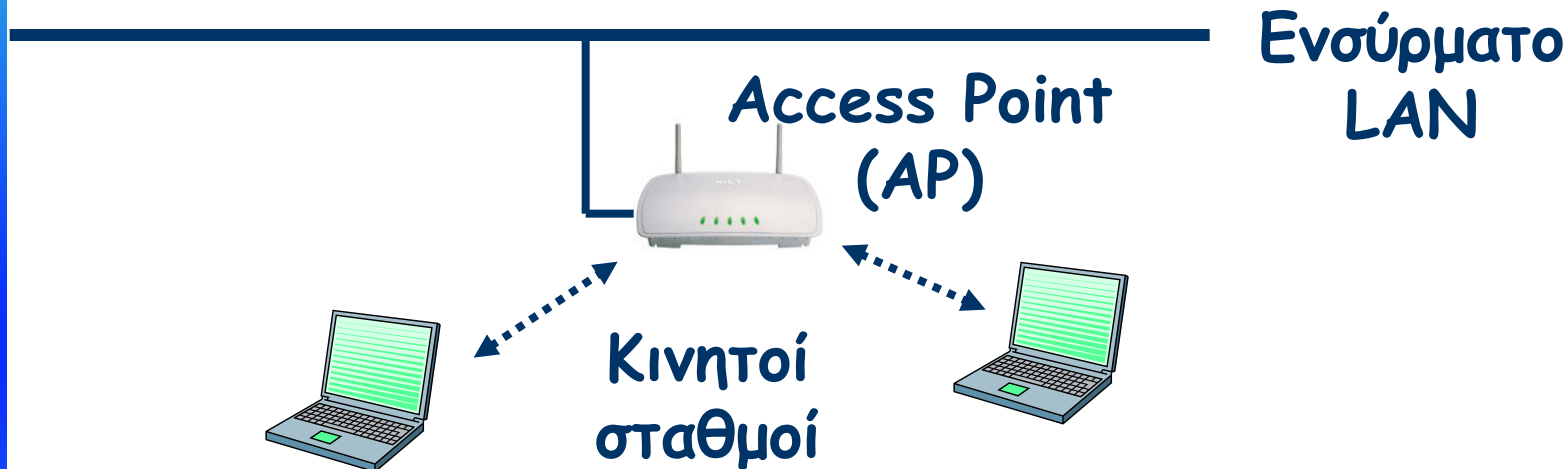 Ενσύρματο
LAN
Access Point
(AP)
Κινητοί
σταθμοί